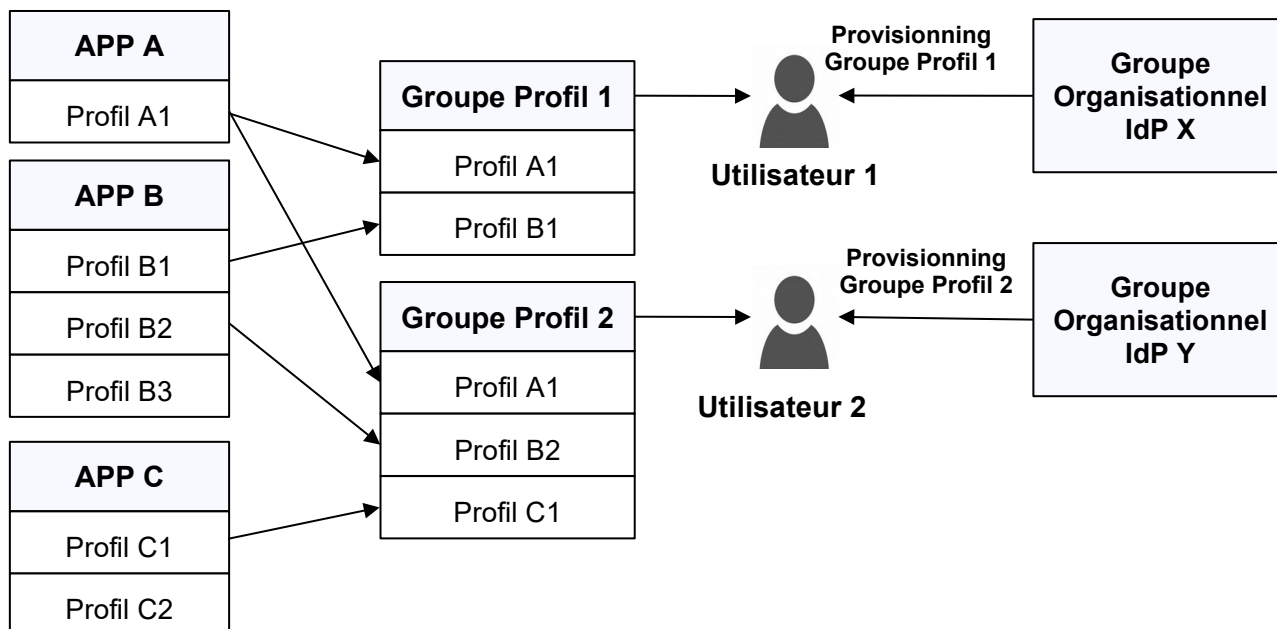 APP A
Profil A1
APP B
Profil B1
Profil B2
Profil B3
APP C
Profil C1
Profil C2
Groupe Profil 1
Profil A1
Profil B1
Groupe Profil 2
Profil A1
Profil B2
Profil C1
Utilisateur 1
Utilisateur 2
Provisionning
Groupe Profil 1
Provisionning
Groupe Profil 2
Groupe
Organisationnel
IdP X
Groupe
Organisationnel
IdP Y